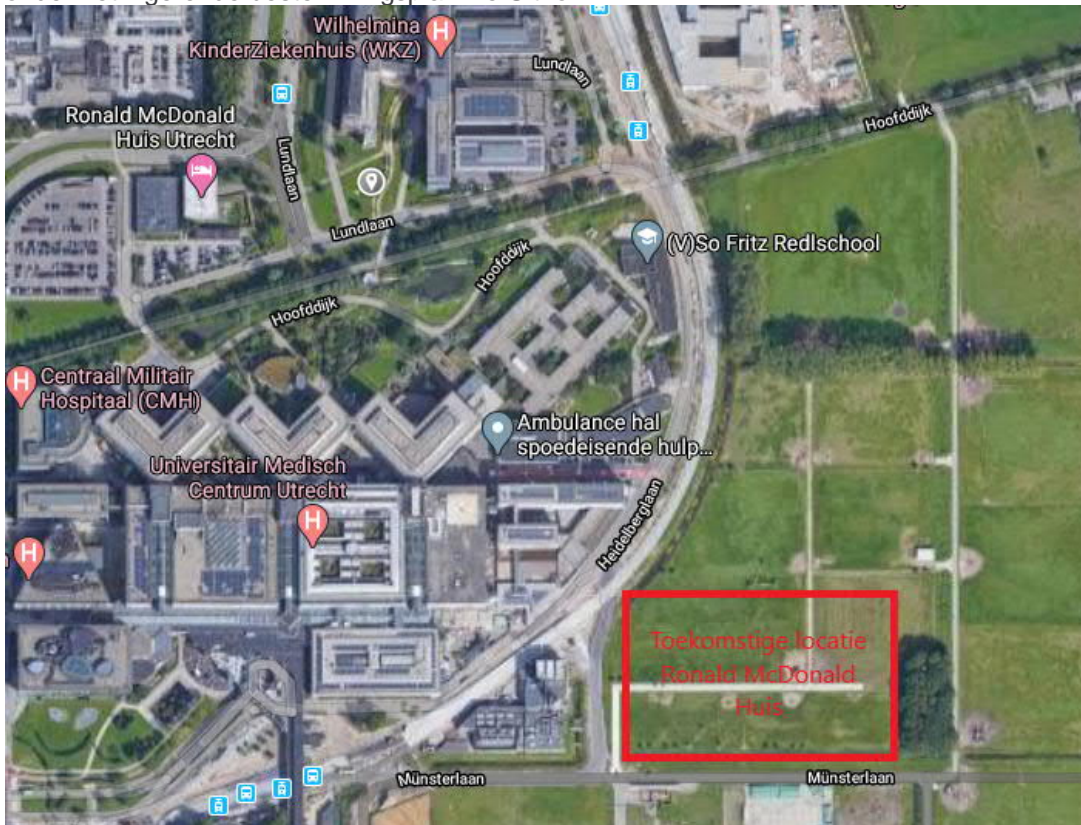 Wilhelmina
KinderZiekenhuis (WKZ)
Lundlaan
Ronald McDonald
Huis Utrecht
Hoofddijk
Lundlaan
Lundlaan
(V)So Fritz Redlschool
Hoofddijk
Hoofddijk
Centraal Militair
Hospitaal (CMH)
Ambulance hal
spoedeisende hulp...
Universitair Medisch
Centrum Utrecht
Heidelberglaan
Toekomstige locatie
Ronald McDonald
Huis
Münsterlaan
Münsterlaan